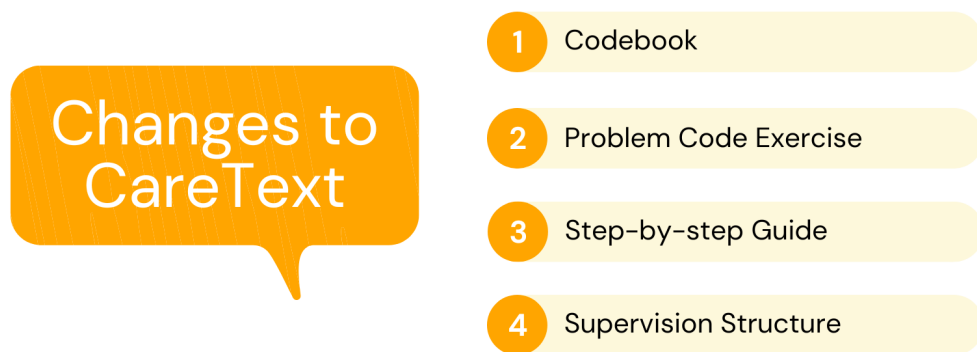 Changes to
CareText
1 Codebook
2 Problem Code Exercise
3 Step-by-step Guide
4 Supervision Structure